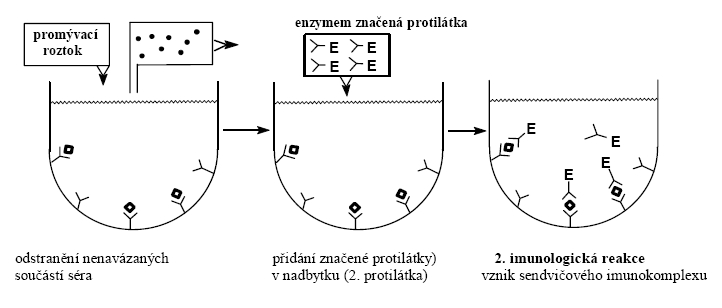 promývací
roztok
enzymem značená protilátka
E E
E E
E
E
E
E
odstranění nenavázaných
součástí séra
přidání značené protilátky)
v nadbytku (2. protilátka)
2. imunologická reakce
vznik sendvičového imunokomplexu